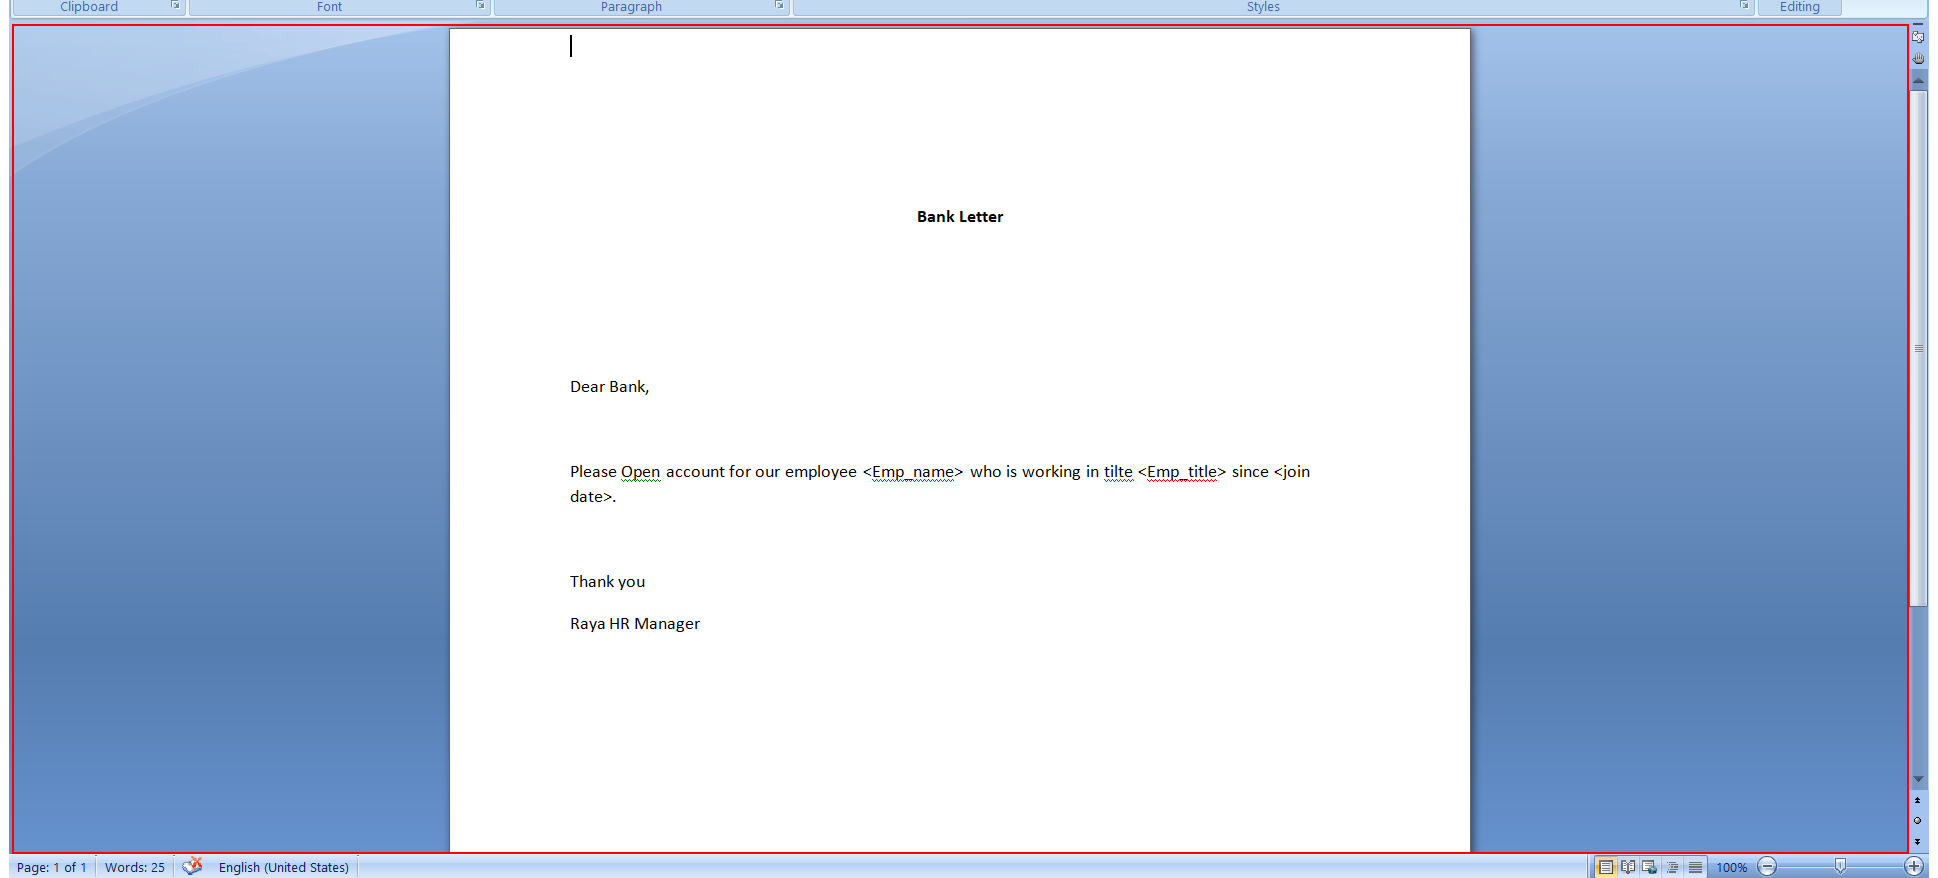 Clipboard Font Paragraph Styles Editing
Bank Letter
Dear Bank,
Please Open account for our employee <Emp_name> who is working in tilte <Emp_title> since <join
date>.
Thank you
Raya HR Manager
Page: 1 of 1 Words: 25 English (United States) 100%